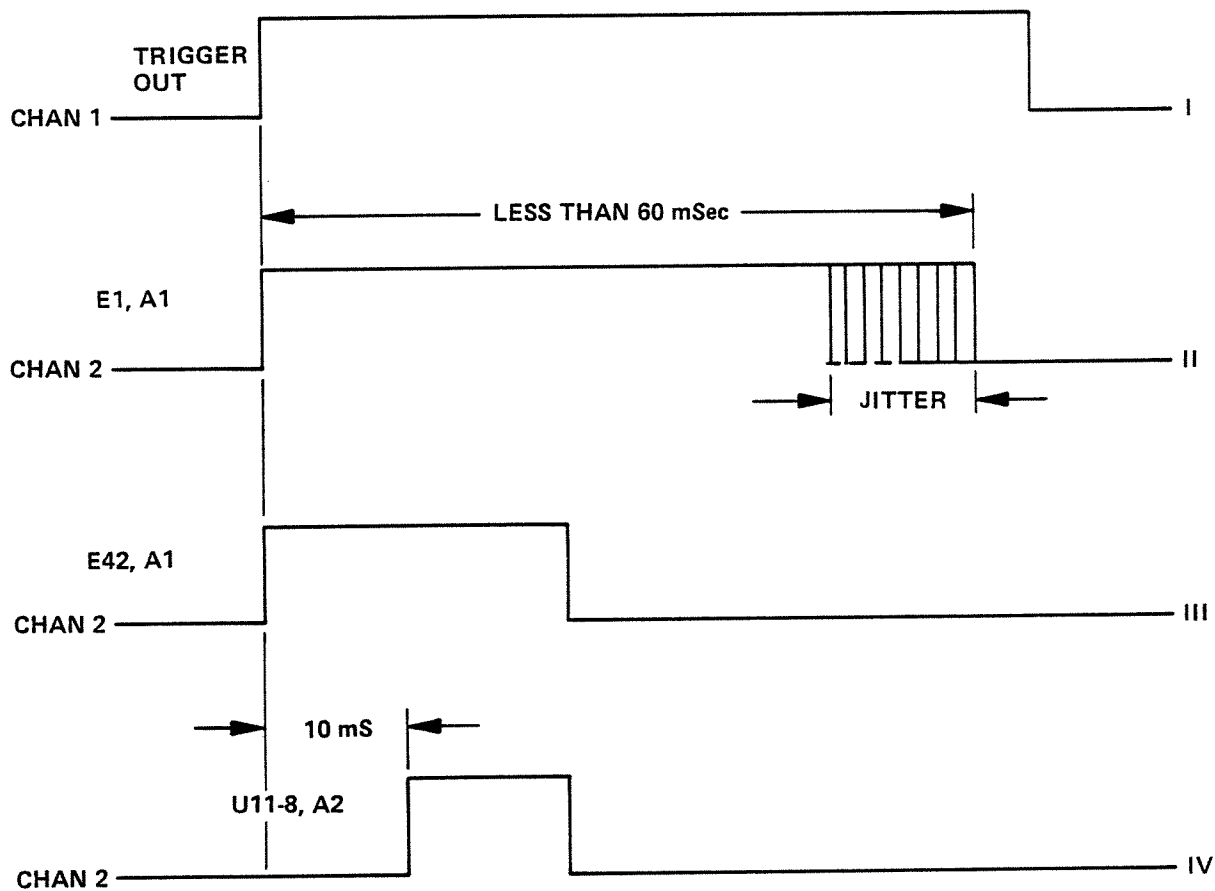 TRIGGER
OUT
CHAN 1
I
LESS THAN 60 mSec
E1, A1
CHAN 2
II
JITTER
E42, A1
CHAN 2
III
10 mS
U11-8, A2
CHAN 2
IV